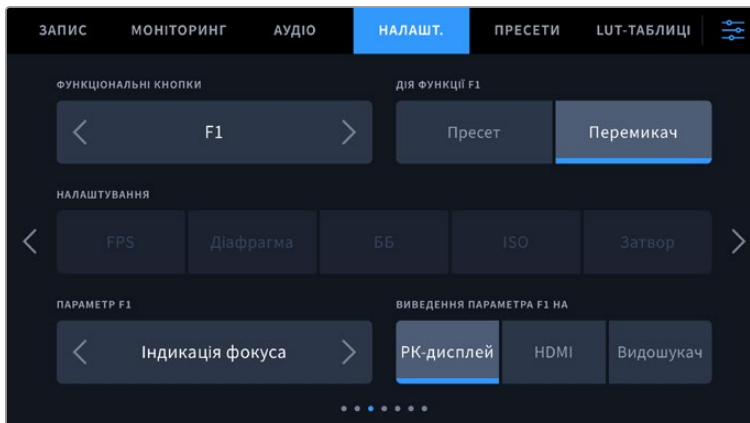 ЗАПИС МОНІТОРИНГ АУДІО НАЛАШТ. ПРЕСЕТИ LUT-ТАБЛИЦІ
ФУНКЦІОНАЛЬНІ КНОПКИ ДІЯ ФУНКЦІЇ F1
F1 Пресет Перемикач
НАЛАШТУВАННЯ
FPS Діафрагма ББ ISO Затвор
ПАРАМЕТР F1 ВИВЕДЕННЯ ПАРАМЕТРА F1 НА
Індикація фокуса РК-дисплей HDMI Видошукач